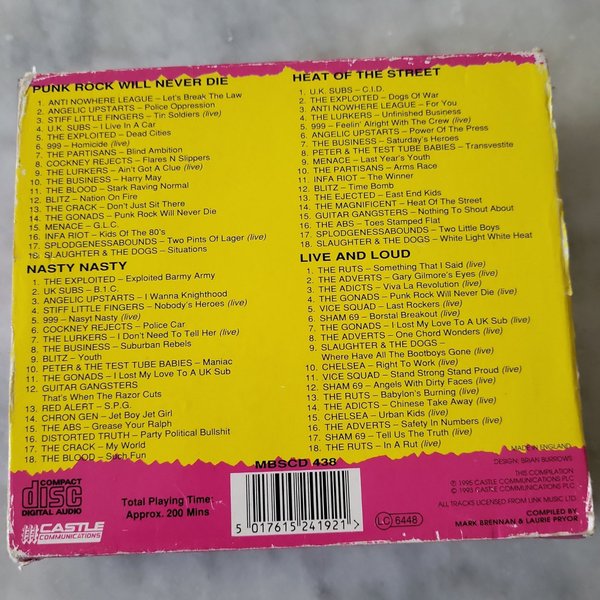 PUNK ROCK WILL NEVER DIE
1. ANTI NOWHERE LEAGUE – Let's Break The Law
2. ANGELIC UPSTARTS – Police Oppression
3. STIFF LITTLE FINGERS – Tin Soldiers (live)
4. U.K. SUBS – I Live In A Car
5. THE EXPLOITED – Dead Cities
6. 999 – Homicide (live)
7. THE PARTISANS – Blind Ambition
8. COCKNEY REJECTS – Flares N Slippers
9. THE LURKERS – Ain't Got A Clue (live)
10. THE BUSINESS – Harry May
11. THE BLOOD – Stark Raving Normal
12. BLITZ – Nation On Fire
13. THE CRACK – Don't Just Sit There
14. THE GONADS – Punk Rock Will Never Die
15. MENACE – G.L.C.
16. INFA RIOT – Kids Of The 80's
17. SPLODGENESSABOUNDS – Two Pints Of Lager (live)
18. SLAUGHTER & THE DOGS – Situations
NASTY NASTY
1. THE EXPLOITED – Exploited Barmy Army
2. UK SUBS – B.I.C.
3. ANGELIC UPSTARTS – I Wanna Knighthood
4. STIFF LITTLE FINGERS – Nobody's Heroes (live)
5. 999 – Nasyt Nasty (live)
6. COCKNEY REJECTS – Police Car
7. THE LURKERS – I Don't Need To Tell Her (live)
8. THE BUSINESS – Suburban Rebels
9. BLITZ – Youth
10. PETER & THE TEST TUBE BABIES – Maniac
11. THE GONADS – I Lost My Love To A UK Sub
12. GUITAR GANGSTERS
That's When The Razor Cuts
13. RED ALERT – S.P.G.
14. CHRON GEN – Jet Boy Jet Girl
15. THE ABS – Grease Your Ralph
16. DISTORTED TRUTH – Party Political Bullshit
17. THE CRACK – My World
18. THE BLOOD – Such Fun
HEAT OF THE STREET
1. U.K. SUBS – C.I.D.
2. THE EXPLOITED – Dogs Of War
3. ANTI NOWHERE LEAGUE – For You
4. THE LURKERS – Unfinished Business
5. 999 – Feelin' Alright With The Crew (live)
6. ANGELIC UPSTARTS – Power Of The Press
7. THE BUSINESS – Saturday's Heroes
8. PETER & THE TEST TUBE BABIES – Transvestite
9. MENACE – Last Year's Youth
10. THE PARTISANS – Arms Race
11. INFA RIOT – The Winner
12. BLITZ – Time Bomb
13. THE EJECTED – East End Kids
14. THE MAGNIFICENT – Heat Of The Street
15. GUITAR GANGSTERS – Nothing To Shout About
16. THE ABS – Toes Stamped Flat
17. SPLODGENESSABOUNDS – Two Little Boys
18. SLAUGHTER & THE DOGS – White Light White Heat
LIVE AND LOUD
1. THE RUTS – Something That I Said (live)
2. THE ADVERTS – Gary Gilmore's Eyes (live)
3. THE ADICTS – Viva La Revolution (live)
4. THE GONADS – Punk Rock Will Never Die (live)
5. VICE SQUAD – Last Rockers (live)
6. SHAM 69 – Borstal Breakout (live)
7. THE GONADS – I Lost My Love To A UK Sub (live)
8. THE ADVERTS – One Chord Wonders (live)
9. SLAUGHTER & THE DOGS –
Where Have All The Bootboys Gone (live)
10. CHELSEA – Right To Work (live)
11. VICE SQUAD – Stand Strong Stand Proud (live)
12. SHAM 69 – Angels With Dirty Faces (live)
13. THE RUTS – Babylon's Burning (live)
14. THE ADICTS – Chinese Take Away (live)
15. CHELSEA – Urban Kids (live)
16. THE ADVERTS – Safety In Numbers (live)
17. SHAM 69 – Tell Us The Truth (live)
18. THE RUTS – In A Rut (live)
MADE IN ENGLAND
DESIGN: BRIAN BURROWS
MBSCD 438
COMPACT
disc
DIGITAL AUDIO
CASTLE
COMMUNICATIONS
Total Playing Time
Approx. 200 Mins
5 017615 241921 >
LC 6448
THIS COMPILATION
℗ 1995 CASTLE COMMUNICATIONS PLC
© 1993 CASTLE COMMUNICATIONS PLC
ALL TRACKS LICENSED FROM LINK MUSIC LTD
COMPILED BY
MARK BRENNAN & LAURIE PRYOR